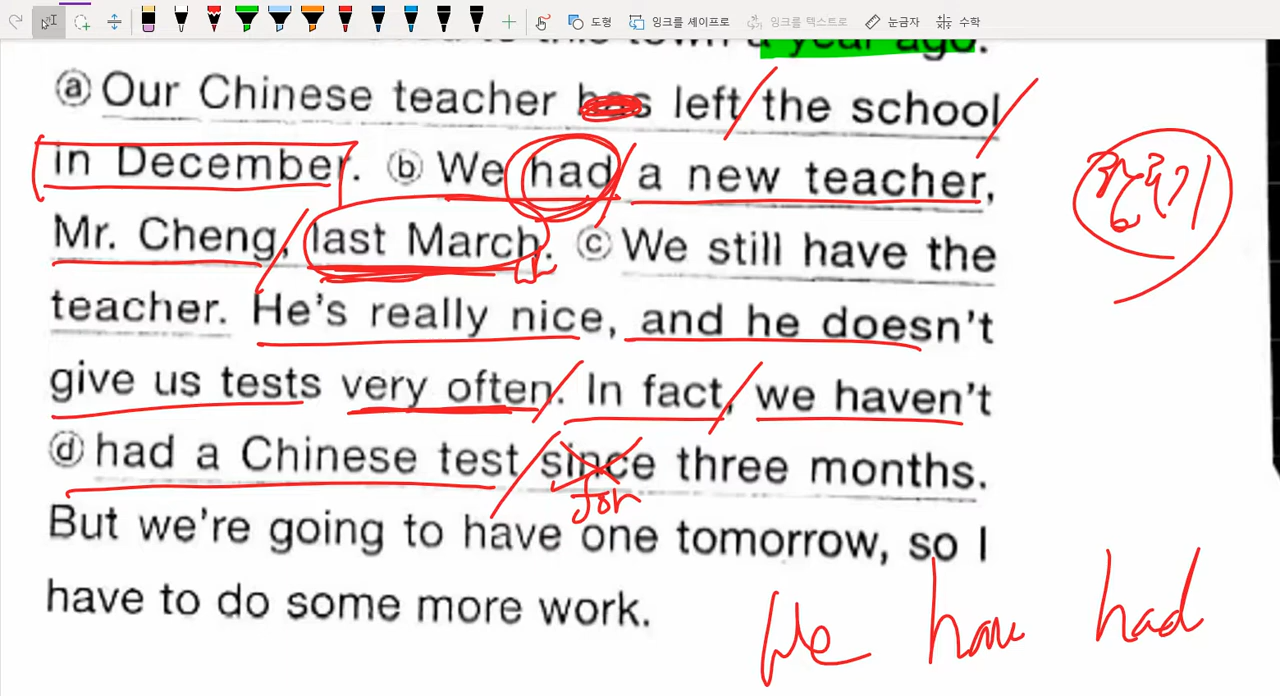 도형 잉크를 셰이프로 잉크를 텍스트로 눈금자 수학
this town a year ago.
ⓐ Our Chinese teacher has left the school
in December. ⓑ We had a new teacher,
Mr. Cheng, last March. ⓒ We still have the
teacher. He's really nice, and he doesn't
give us tests very often. In fact, we haven't
ⓓ had a Chinese test since three months.
for
But we're going to have one tomorrow, so I
have to do some more work.
We have had